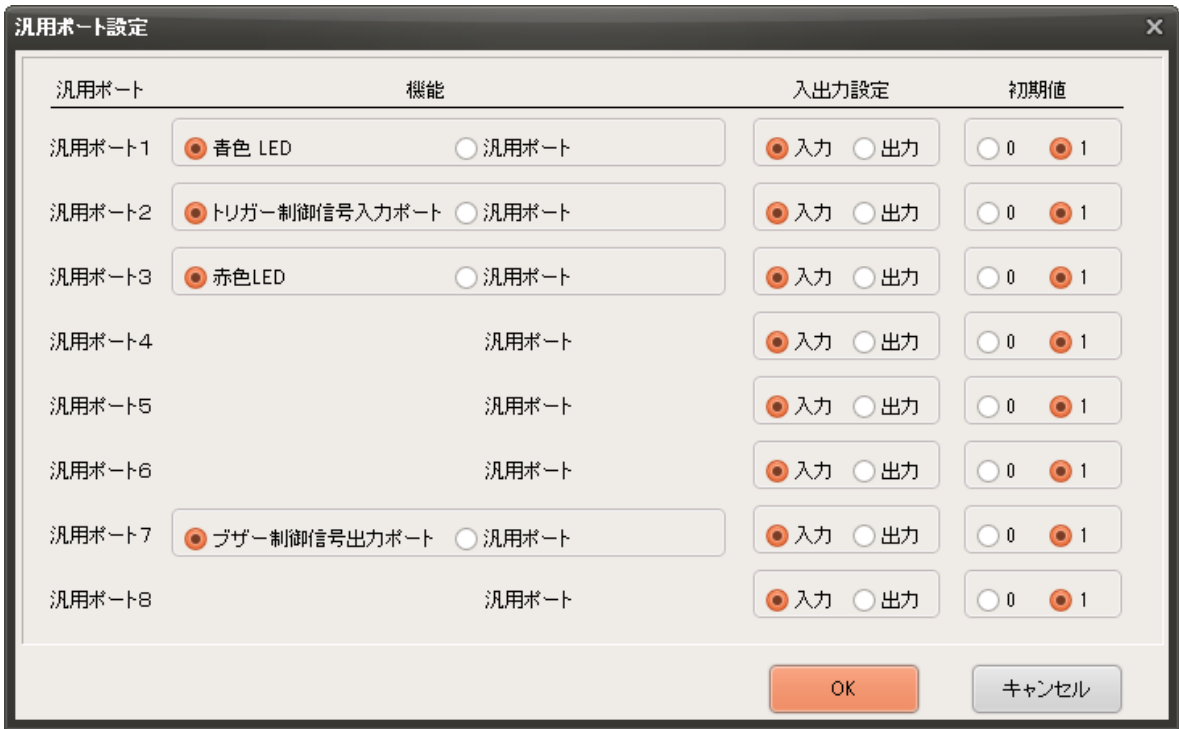 汎用ポート設定
汎用ポート 機能 入出力設定 初期値
汎用ポート1 青色 LED 汎用ポート 入力 出力 0 1
汎用ポート2 トリガー制御信号入力ポート 汎用ポート 入力 出力 0 1
汎用ポート3 赤色LED 汎用ポート 入力 出力 0 1
汎用ポート4 汎用ポート 入力 出力 0 1
汎用ポート5 汎用ポート 入力 出力 0 1
汎用ポート6 汎用ポート 入力 出力 0 1
汎用ポート7 ブザー制御信号出力ポート 汎用ポート 入力 出力 0 1
汎用ポート8 汎用ポート 入力 出力 0 1
OK キャンセル